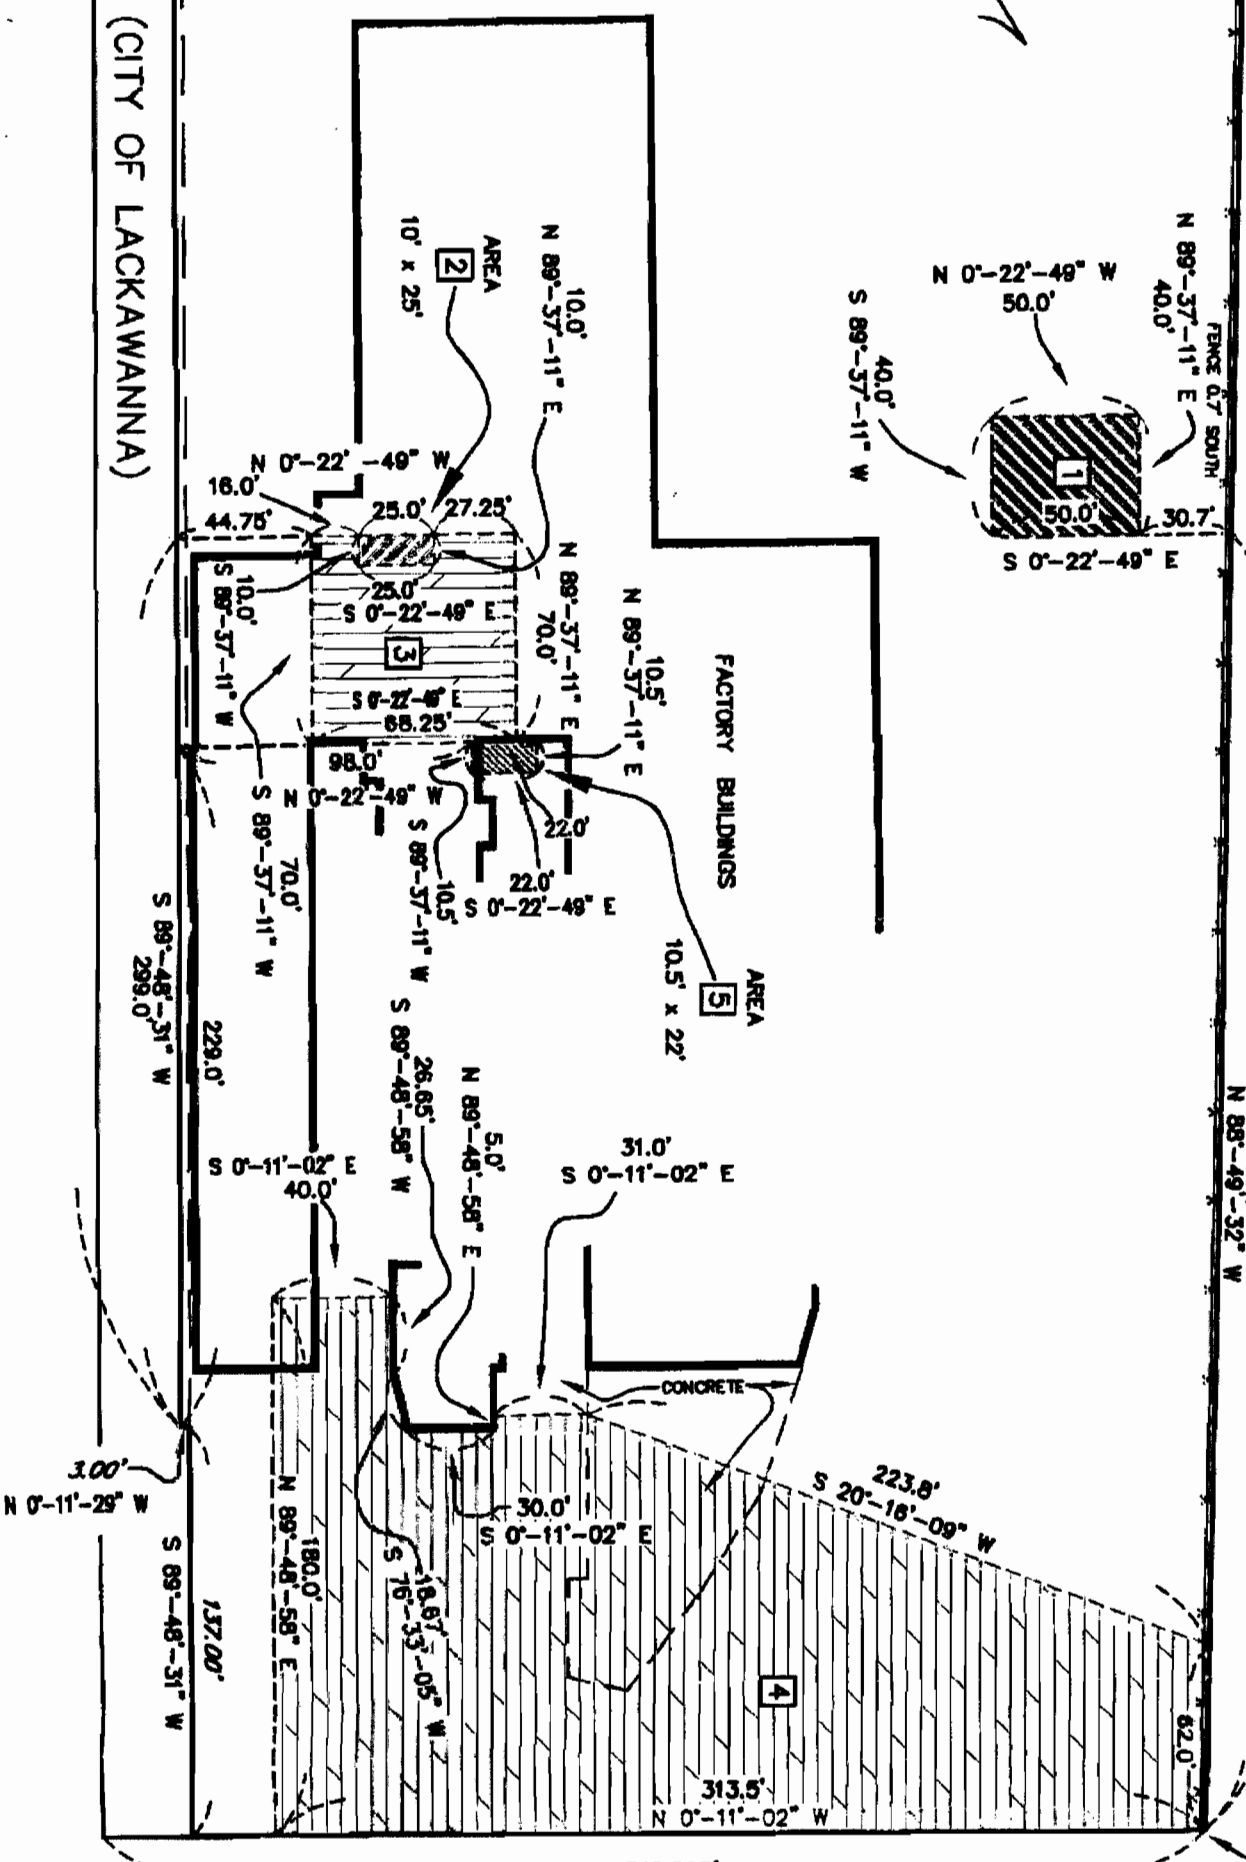 (CITY OF LACKAWANNA)
N 89°-37'-11" E
40.0'
FENCE 0.7' SOUTH
N 0°-22'-49" W
50.0'
40.0'
S 89°-37'-11" W
1
50.0'
30.7'
S 0°-22'-49" E
AREA
2
10' x 25'
10.0'
N 89°-37'-11" E
N 0°-22'-49" W
16.0'
44.75'
25.0'
27.25'
25.0'
S 0°-22'-49" E
10.0'
S 89°-37'-11" W
3
N 89°-37'-11" E
70.0'
S 0°-22'-49" E
68.25'
98.0'
N 0°-22'-49" W
10.5'
N 89°-37'-11" E
FACTORY BUILDINGS
22.0'
22.0'
S 0°-22'-49" E
10.5'
S 89°-37'-11" W
70.0'
S 89°-37'-11" W
AREA
5
10.5' x 22'
S 89°-48'-31" W
299.0'
229.0'
26.65'
S 89°-48'-58" W
5.0'
N 89°-48'-58" E
31.0'
S 0°-11'-02" E
S 0°-11'-02" E
40.0'
N 88°-49'-32" W
CONCRETE
3.00'
N 0°-11'-29" W
30.0'
S 0°-11'-02" E
223.8'
S 20°-16'-09" W
180.0'
N 89°-48'-58" E
18.67'
S 76°-33'-05" W
S 89°-48'-31" W
137.00'
4
62.0'
313.5'
N 0°-11'-02" W